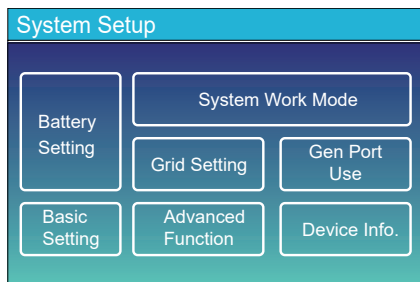 System Setup
System Work Mode
Battery
Setting
Grid Setting
Gen Port
Use
Basic
Setting
Advanced
Function
Device Info.